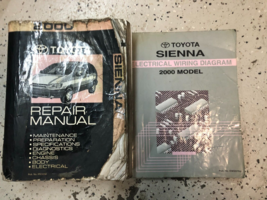 2000
TOYOTA
SIENNA
REPAIR
MANUAL
•MAINTENANCE
•PREPARATION
•SPECIFICATIONS
•DIAGNOSTICS
•ENGINE
•CHASSIS
•BODY
•ELECTRICAL
TOYOTA
SIENNA
ELECTRICAL WIRING DIAGRAM
2000 MODEL